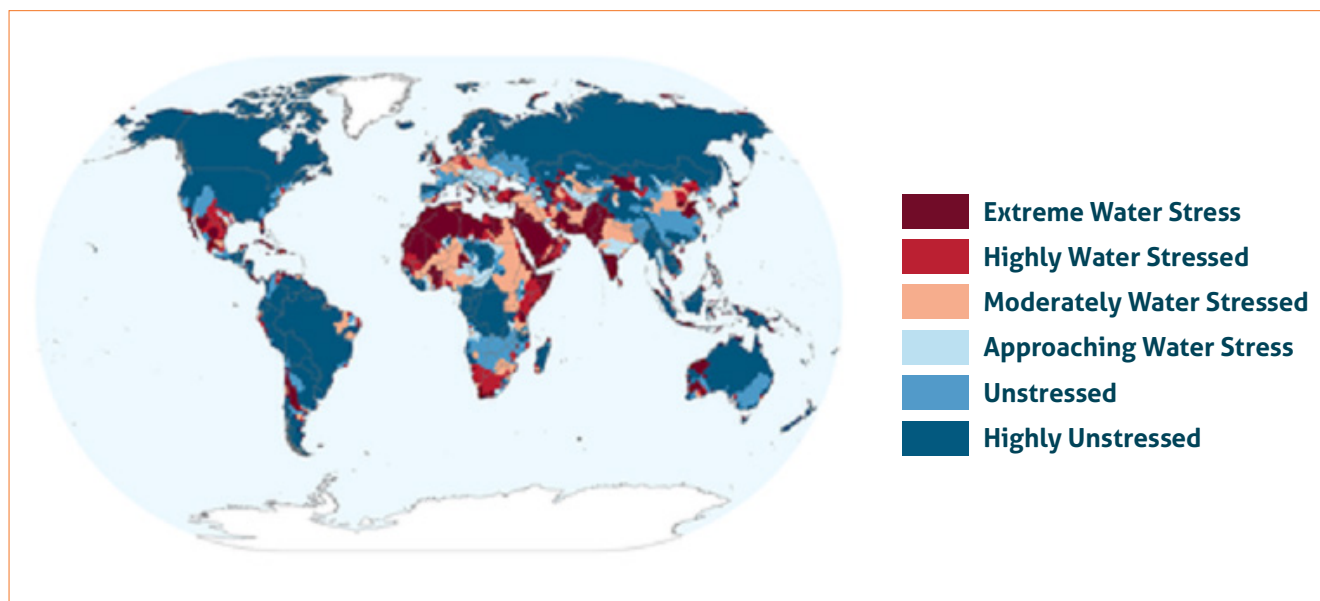 Extreme Water Stress
Highly Water Stressed
Moderately Water Stressed
Approaching Water Stress
Unstressed
Highly Unstressed